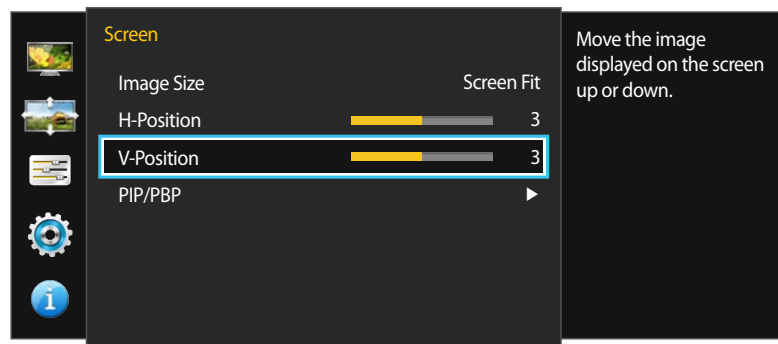 Screen
Image Size Screen Fit
H-Position 3
V-Position 3
PIP/PBP
Move the image
displayed on the screen
up or down.
i